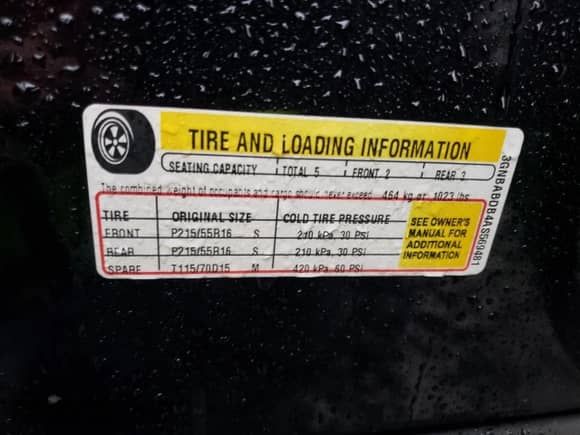 TIRE AND LOADING INFORMATION
SEATING CAPACITY TOTAL 5 FRONT 2 REAR 3
The combined weight of occupants and cargo should never exceed 464 kg or 1023 lbs
TIRE ORIGINAL SIZE COLD TIRE PRESSURE
FRONT P215/55R16 S 210 kPa, 30 PSI
REAR P215/55R16 S 210 kPa, 30 PSI
SPARE T115/70D15 M 420 kPa, 60 PSI
SEE OWNER'S
MANUAL FOR
ADDITIONAL
INFORMATION
3GNBABDB4AS569481